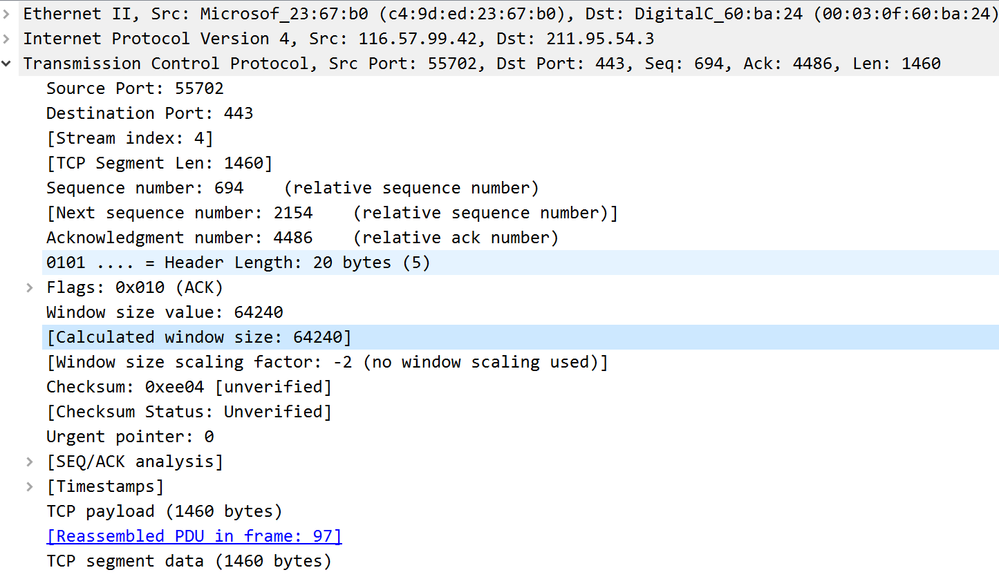 Ethernet II, Src: Microsof_23:67:b0 (c4:9d:ed:23:67:b0), Dst: DigitalC_60:ba:24 (00:03:0f:60:ba:24)
Internet Protocol Version 4, Src: 116.57.99.42, Dst: 211.95.54.3
Transmission Control Protocol, Src Port: 55702, Dst Port: 443, Seq: 694, Ack: 4486, Len: 1460
Source Port: 55702
Destination Port: 443
[Stream index: 4]
[TCP Segment Len: 1460]
Sequence number: 694    (relative sequence number)
[Next sequence number: 2154    (relative sequence number)]
Acknowledgment number: 4486    (relative ack number)
0101 .... = Header Length: 20 bytes (5)
Flags: 0x010 (ACK)
Window size value: 64240
[Calculated window size: 64240]
[Window size scaling factor: -2 (no window scaling used)]
Checksum: 0xee04 [unverified]
[Checksum Status: Unverified]
Urgent pointer: 0
[SEQ/ACK analysis]
[Timestamps]
TCP payload (1460 bytes)
[Reassembled PDU in frame: 97]
TCP segment data (1460 bytes)